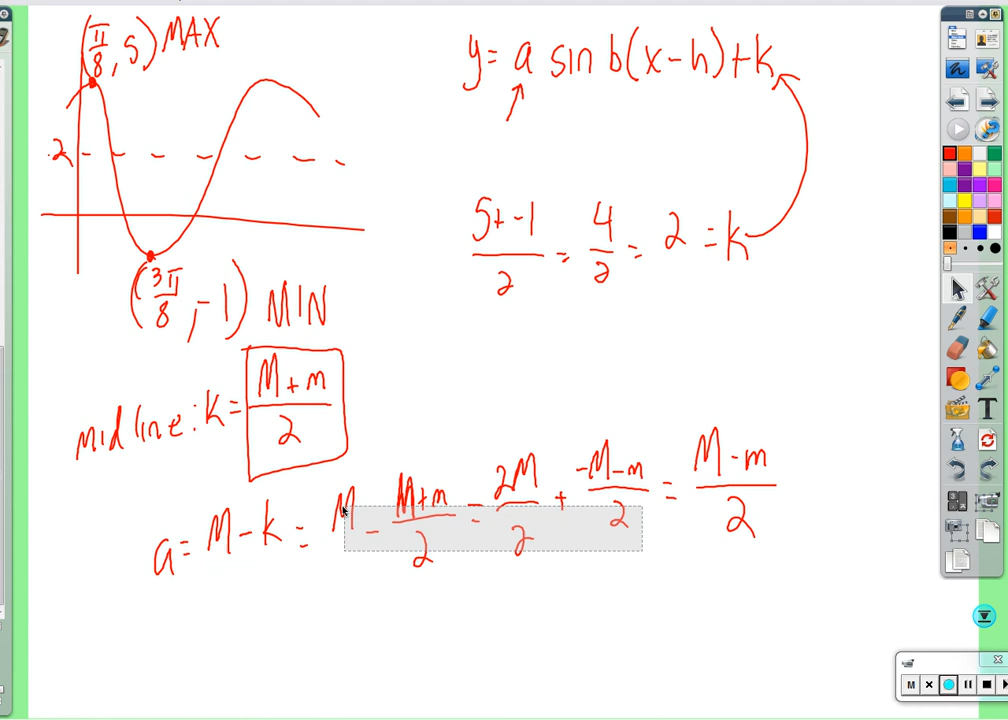 (π/8, 5) MAX
y = a sin b(x-h)+k
2
(5+-1)/2 = 4/2 = 2 = k
(3π/8, -1) MIN
midline: k = (M+m)/2
a = M-k = M - (M+m)/2 = 2M/2 + (-M-m)/2 = (M-m)/2
T
M